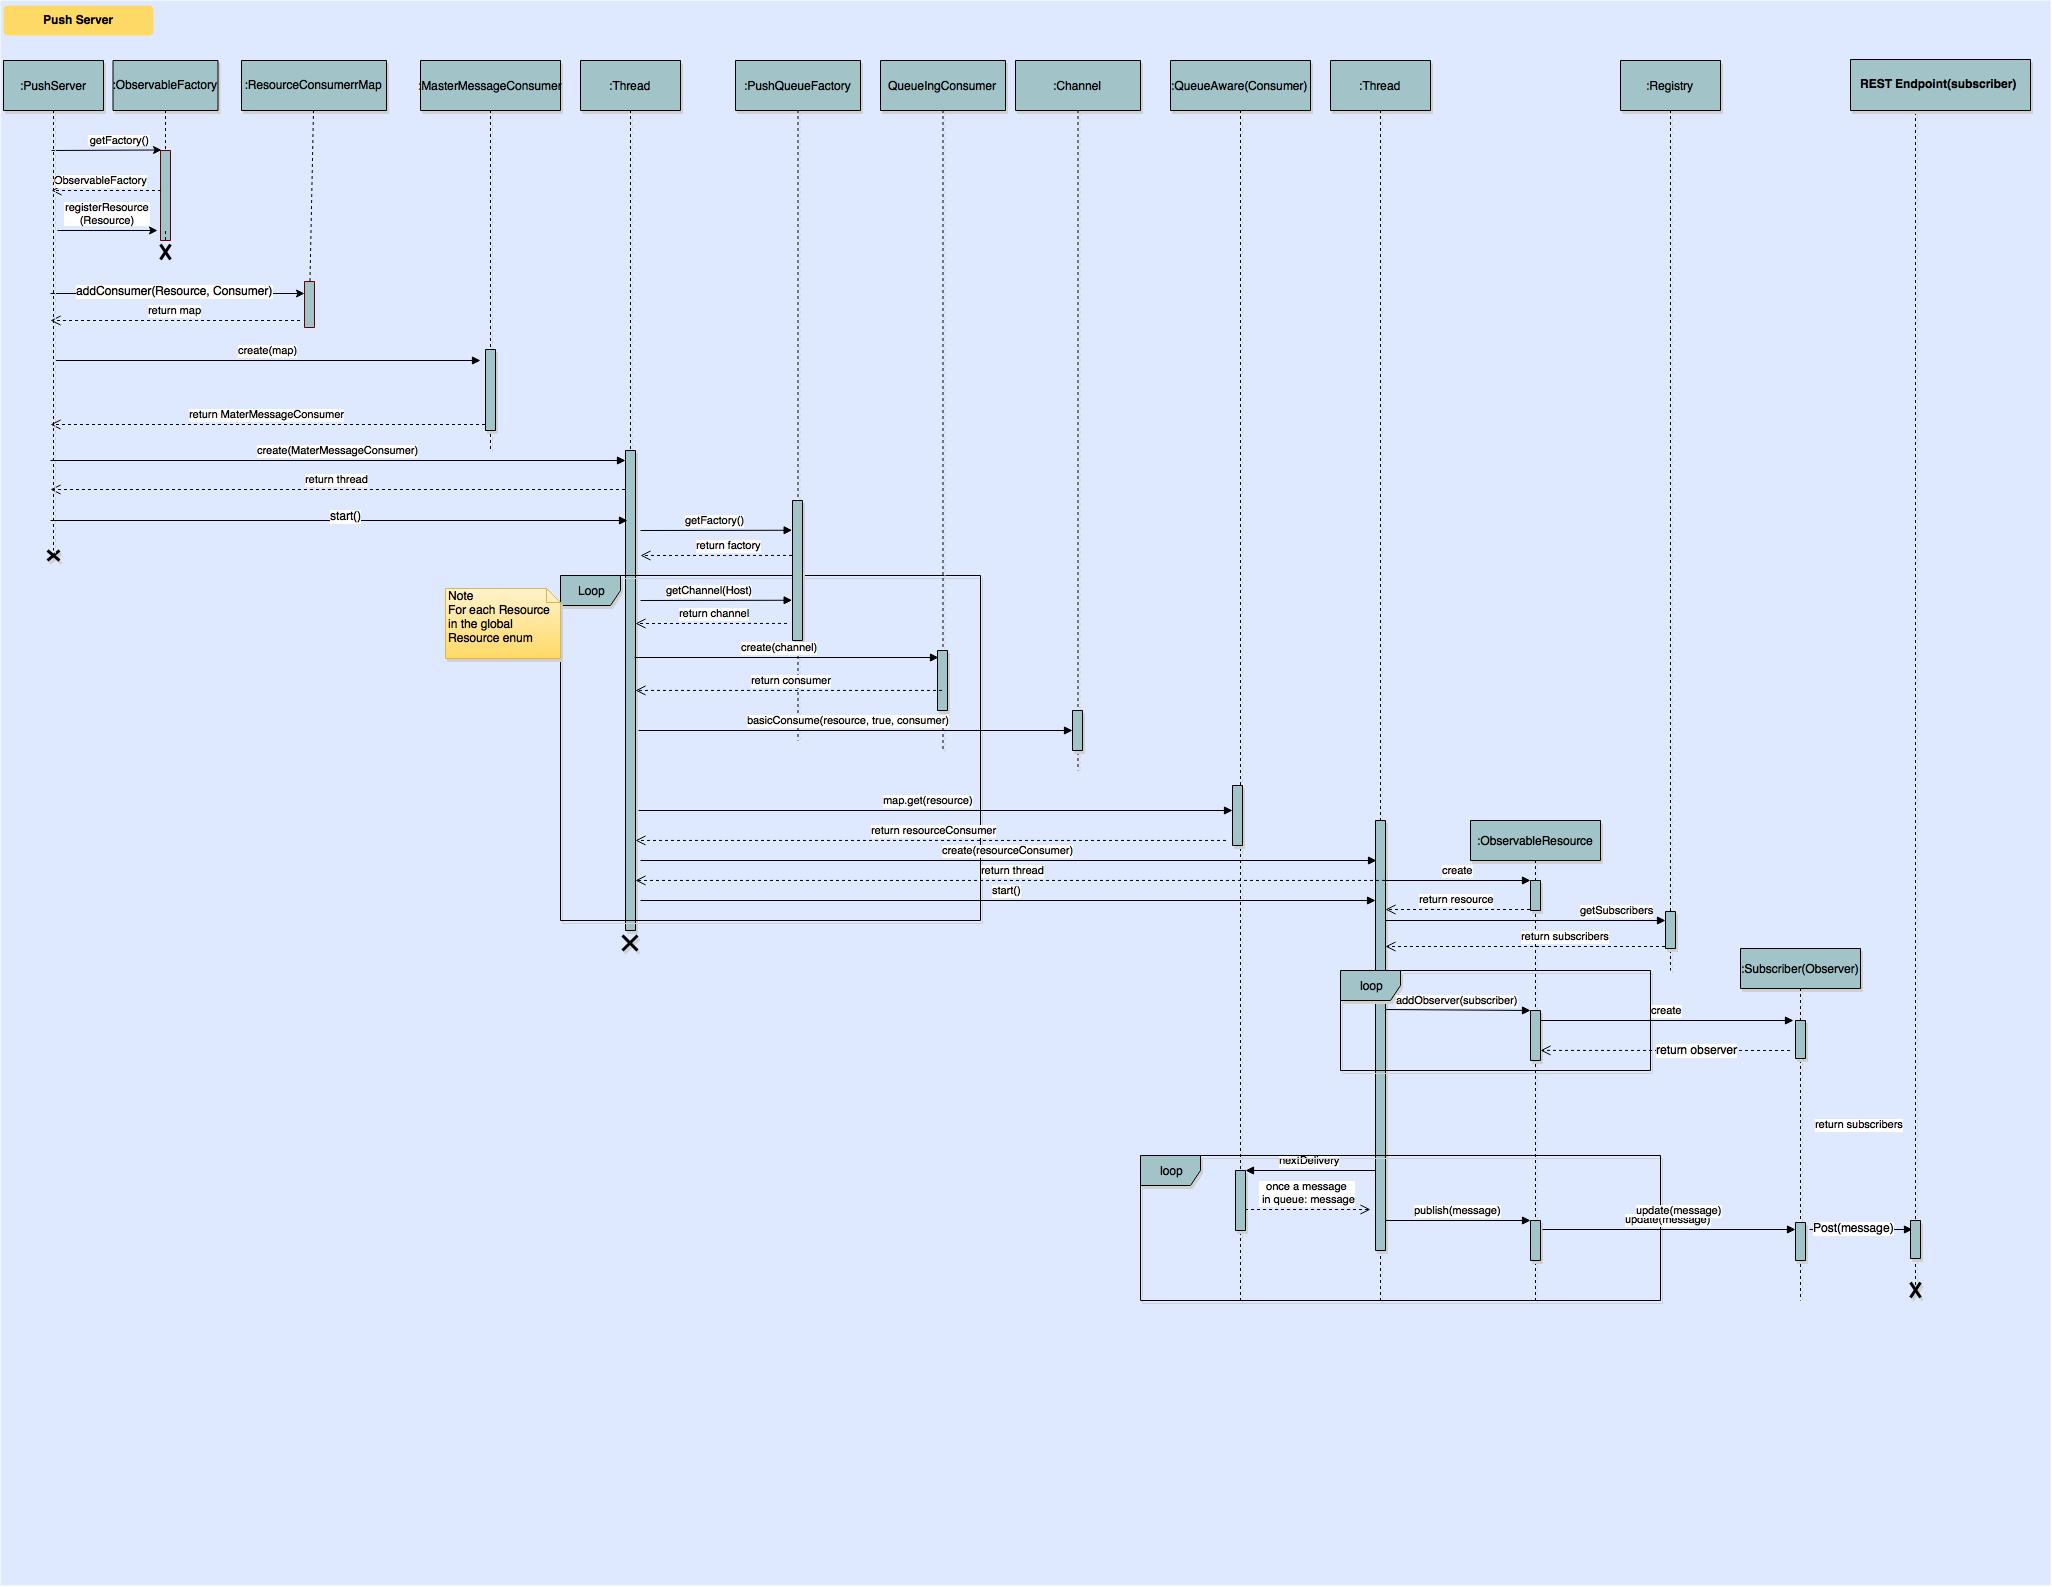 Push Server
:PushServer
:ObservableFactory
:ResourceConsumerrMap
:MasterMessageConsumer
:Thread
:PushQueueFactory
QueueIngConsumer
:Channel
:QueueAware(Consumer)
:Thread
:Registry
REST Endpoint(subscriber)
getFactory()
ObservableFactory
registerResource
(Resource)
addConsumer(Resource, Consumer)
return map
create(map)
return MaterMessageConsumer
create(MaterMessageConsumer)
return thread
start()
getFactory()
return factory
Loop
Note
For each Resource
in the global
Resource enum
getChannel(Host)
return channel
create(channel)
return consumer
basicConsume(resource, true, consumer)
map.get(resource)
return resourceConsumer
:ObservableResource
create(resourceConsumer)
return thread
create
start()
return resource
getSubscribers
return subscribers
:Subscriber(Observer)
loop
addObserver(subscriber)
create
return observer
return subscribers
loop
nextDelivery
once a message
in queue: message
publish(message)
update(message)
update(message)
Post(message)